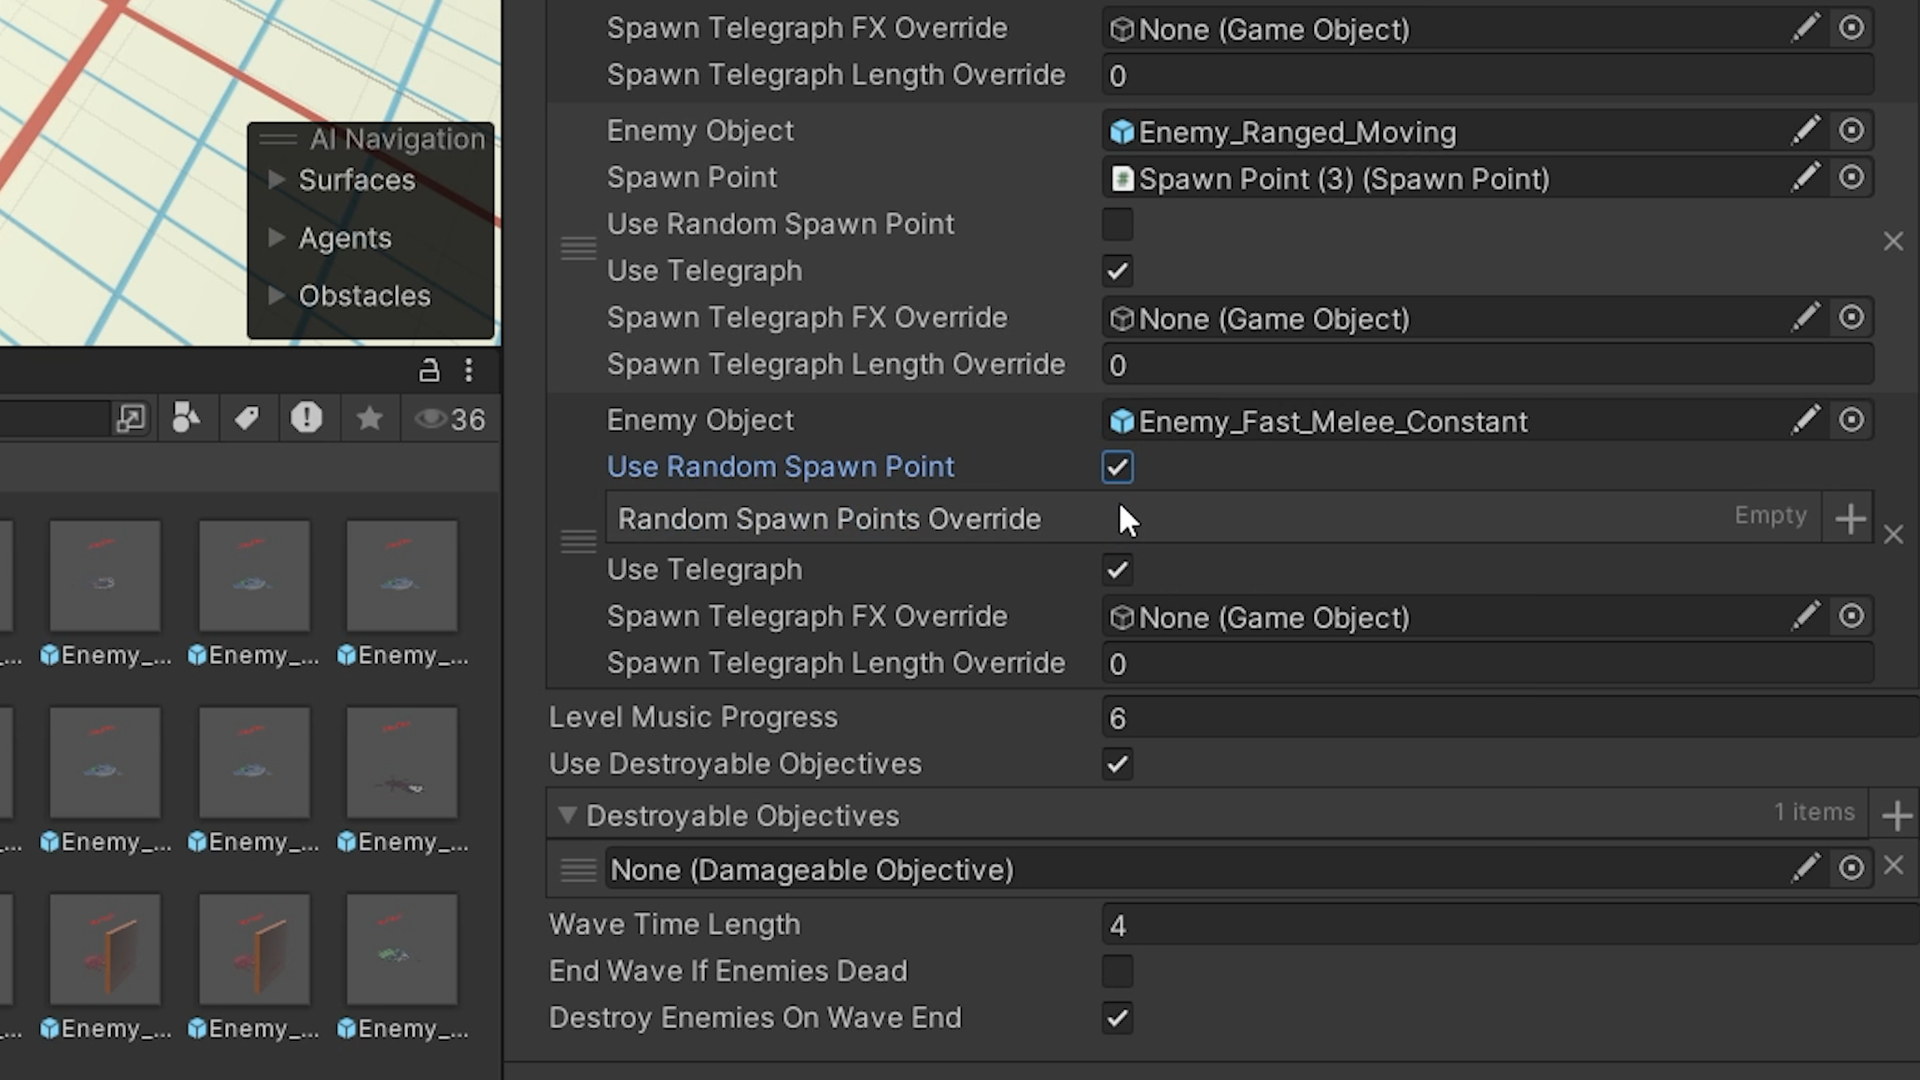 AI Navigation
Surfaces
Agents
Obstacles
36
Enemy_... Enemy_... Enemy_...
Enemy_... Enemy_... Enemy_...
Enemy_... Enemy_... Enemy_...
Spawn Telegraph FX Override None (Game Object)
Spawn Telegraph Length Override 0
Enemy Object Enemy_Ranged_Moving
Spawn Point Spawn Point (3) (Spawn Point)
Use Random Spawn Point
Use Telegraph
Spawn Telegraph FX Override None (Game Object)
Spawn Telegraph Length Override 0
Enemy Object Enemy_Fast_Melee_Constant
Use Random Spawn Point
Random Spawn Points Override Empty
Use Telegraph
Spawn Telegraph FX Override None (Game Object)
Spawn Telegraph Length Override 0
Level Music Progress 6
Use Destroyable Objectives
Destroyable Objectives 1 items
None (Damageable Objective)
Wave Time Length 4
End Wave If Enemies Dead
Destroy Enemies On Wave End